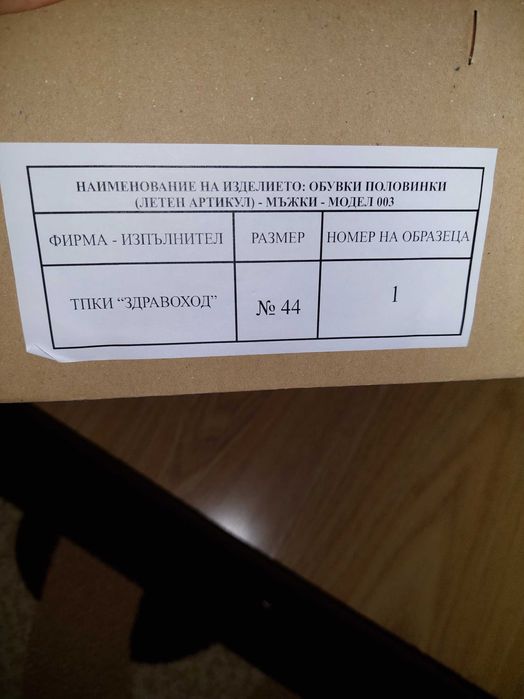 НАИМЕНОВАНИЕ НА ИЗДЕЛИЕТО: ОБУВКИ ПОЛОВИНКИ
(ЛЕТЕН АРТИКУЛ) - МЪЖКИ - МОДЕЛ 003
ФИРМА - ИЗПЪЛНИТЕЛ РАЗМЕР НОМЕР НА ОБРАЗЕЦА
ТПКИ “ЗДРАВОХОД” № 44 1